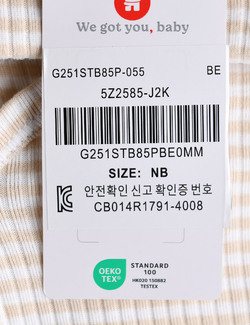 We got you, baby
G251STB85P-055 BE
5Z2585-J2K
G251STB85PBE0MM
SIZE: NB
안전확인 신고 확인증 번호
CB014R1791-4008
OEKO
TEX®
STANDARD
100
HK020 150882
TESTEX